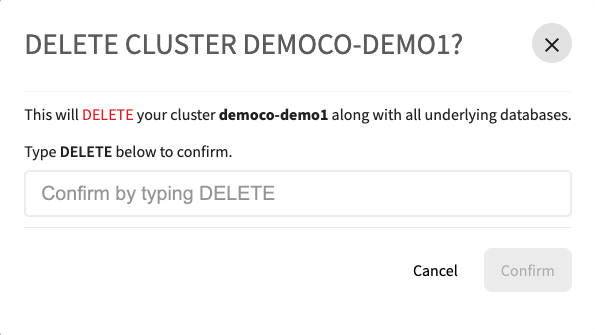 DELETE CLUSTER DEMOCO-DEMO1?
This will DELETE your cluster democo-demo1 along with all underlying databases.
Type DELETE below to confirm.
Confirm by typing DELETE
Cancel Confirm